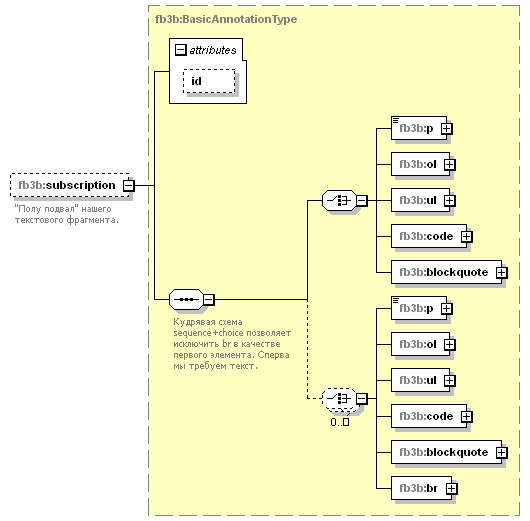 fb3b:BasicAnnotationType
attributes
id
fb3b:subscription
"Полу подвал" нашего
текстового фрагмента.
Кудрявая схема
sequence+choice позволяет
исключить br в качестве
первого элемента. Сперва
мы требуем текст.
fb3b:p
fb3b:ol
fb3b:ul
fb3b:code
fb3b:blockquote
fb3b:p
fb3b:ol
fb3b:ul
fb3b:code
fb3b:blockquote
fb3b:br
0..